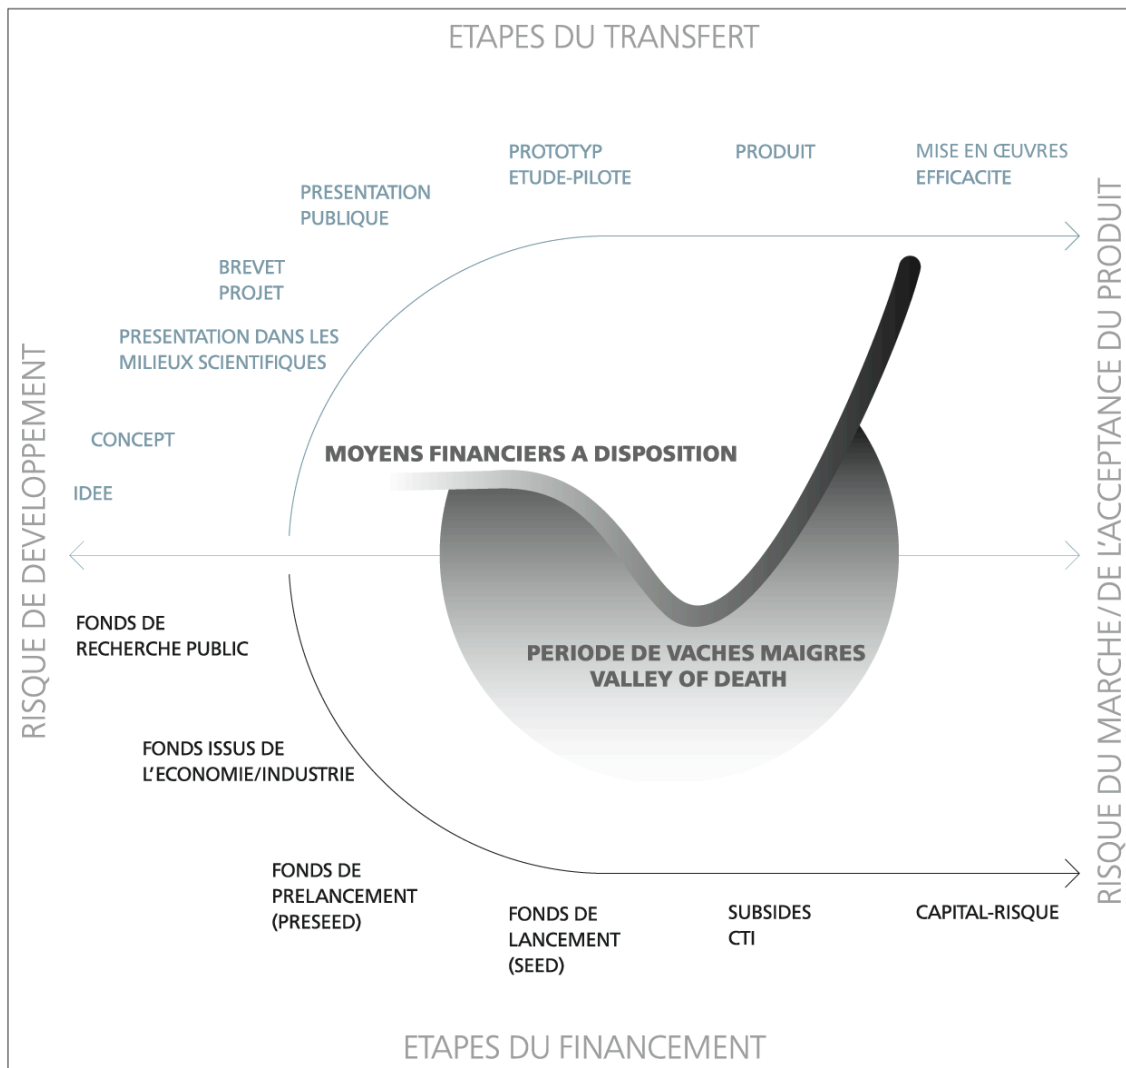 ETAPES DU TRANSFERT
PROTOTYP
ETUDE-PILOTE
PRODUIT
MISE EN ŒUVRES
EFFICACITE
PRESENTATION
PUBLIQUE
BREVET
PROJET
PRESENTATION DANS LES
MILIEUX SCIENTIFIQUES
CONCEPT
IDEE
RISQUE DE DEVELOPPEMENT
MOYENS FINANCIERS A DISPOSITION
PERIODE DE VACHES MAIGRES
VALLEY OF DEATH
RISQUE DU MARCHE/DE L'ACCEPTANCE DU PRODUIT
FONDS DE
RECHERCHE PUBLIC
FONDS ISSUS DE
L'ECONOMIE/INDUSTRIE
FONDS DE
PRELANCEMENT
(PRESEED)
FONDS DE
LANCEMENT
(SEED)
SUBSIDES
CTI
CAPITAL-RISQUE
ETAPES DU FINANCEMENT